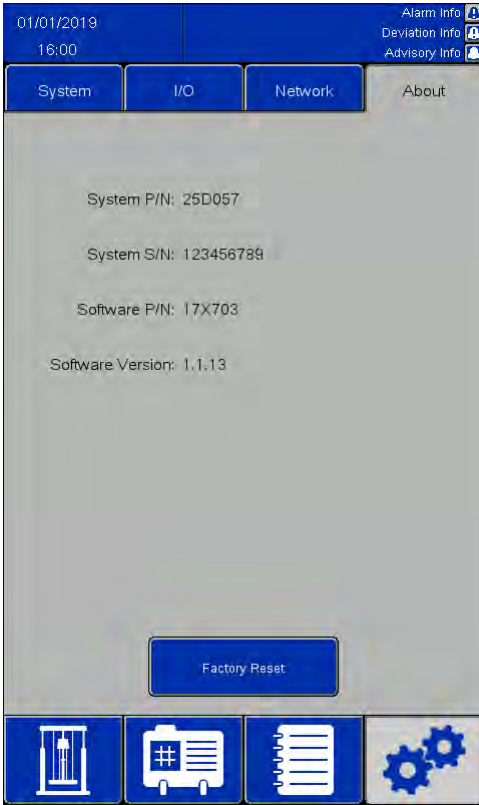 01/01/2019
16:00
Alarm Info
Deviation Info
Advisory Info
System
I/O
Network
About
System P/N: 25D057
System S/N: 123456789
Software P/N: 17X703
Software Version: 1.1.13
Factory Reset